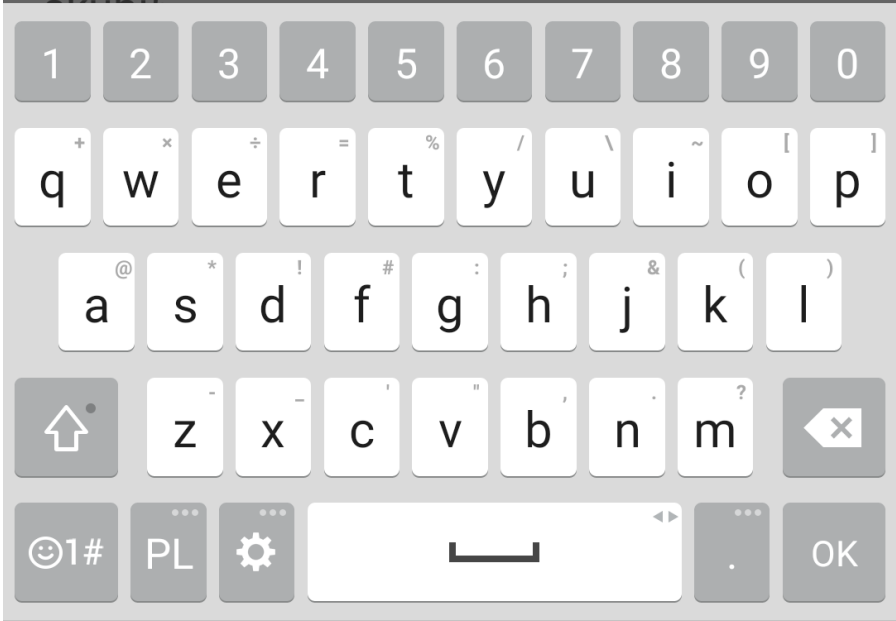 1 2 3 4 5 6 7 8 9 0
+ × ÷ = % / \ ~ [ ]
q w e r t y u i o p
@ * ! # : ; & ( )
a s d f g h j k l
- _ ' " , . ?
z x c v b n m
☺1# PL . OK